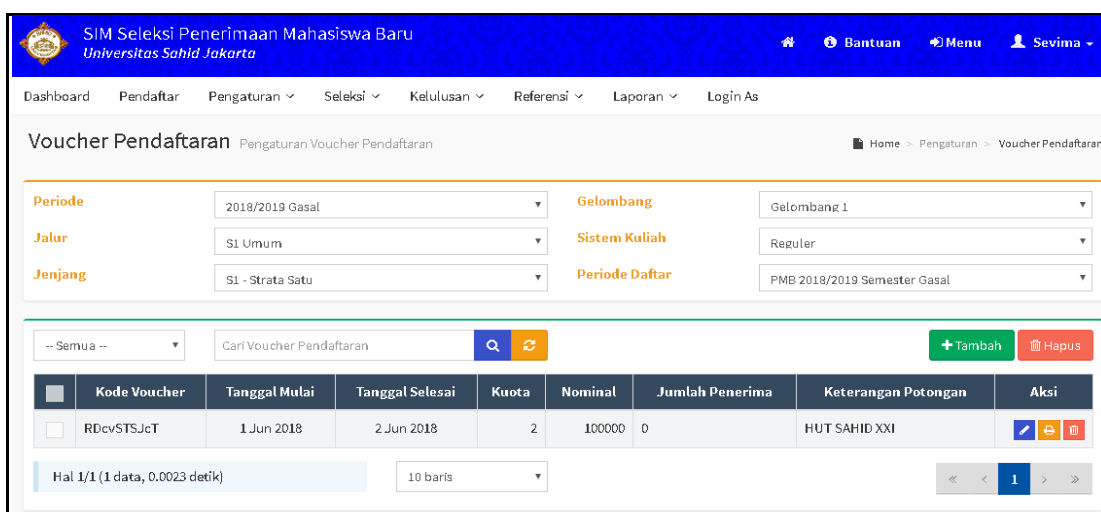 SIM Seleksi Penerimaan Mahasiswa Baru
Universitas Sahid Jakarta
Bantuan Menu Sevima
Dashboard Pendaftar Pengaturan Seleksi Kelulusan Referensi Laporan Login As
Voucher Pendaftaran Pengaturan Voucher Pendaftaran Home > Pengaturan > Voucher Pendaftaran
Periode 2018/2019 Gasal Gelombang Gelombang 1
Jalur S1 Umum Sistem Kuliah Reguler
Jenjang S1 - Strata Satu Periode Daftar PMB 2018/2019 Semester Gasal
-- Semua -- Cari Voucher Pendaftaran Tambah Hapus
Kode Voucher Tanggal Mulai Tanggal Selesai Kuota Nominal Jumlah Penerima Keterangan Potongan Aksi
RDcvSTSJcT 1 Jun 2018 2 Jun 2018 2 100000 0 HUT SAHID XXI
Hal 1/1 (1 data, 0.0023 detik) 10 baris « < 1 > »